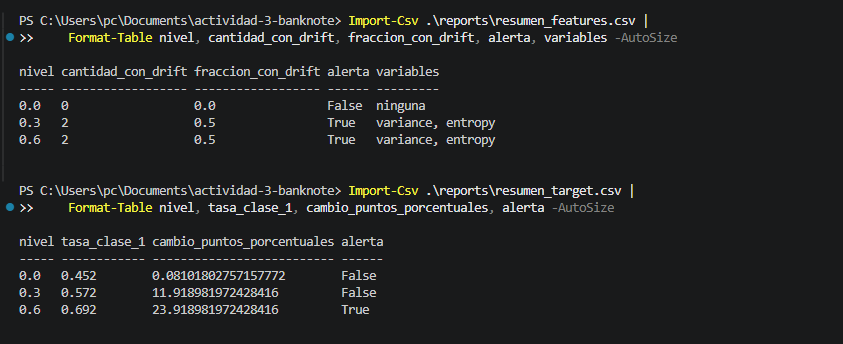 PS C:\Users\pc\Documents\actividad-3-banknote> Import-Csv .\reports\resumen_features.csv |
>>     Format-Table nivel, cantidad_con_drift, fraccion_con_drift, alerta, variables -AutoSize
nivel cantidad_con_drift fraccion_con_drift alerta variables
----- ------------------ ------------------ ------ ---------
0.0   0                  0.0                False  ninguna
0.3   2                  0.5                True   variance, entropy
0.6   2                  0.5                True   variance, entropy
PS C:\Users\pc\Documents\actividad-3-banknote> Import-Csv .\reports\resumen_target.csv |
>>     Format-Table nivel, tasa_clase_1, cambio_puntos_porcentuales, alerta -AutoSize
nivel tasa_clase_1 cambio_puntos_porcentuales alerta
----- ------------ -------------------------- ------
0.0   0.452        0.08101802757157772        False
0.3   0.572        11.918981972428416         False
0.6   0.692        23.918981972428416         True